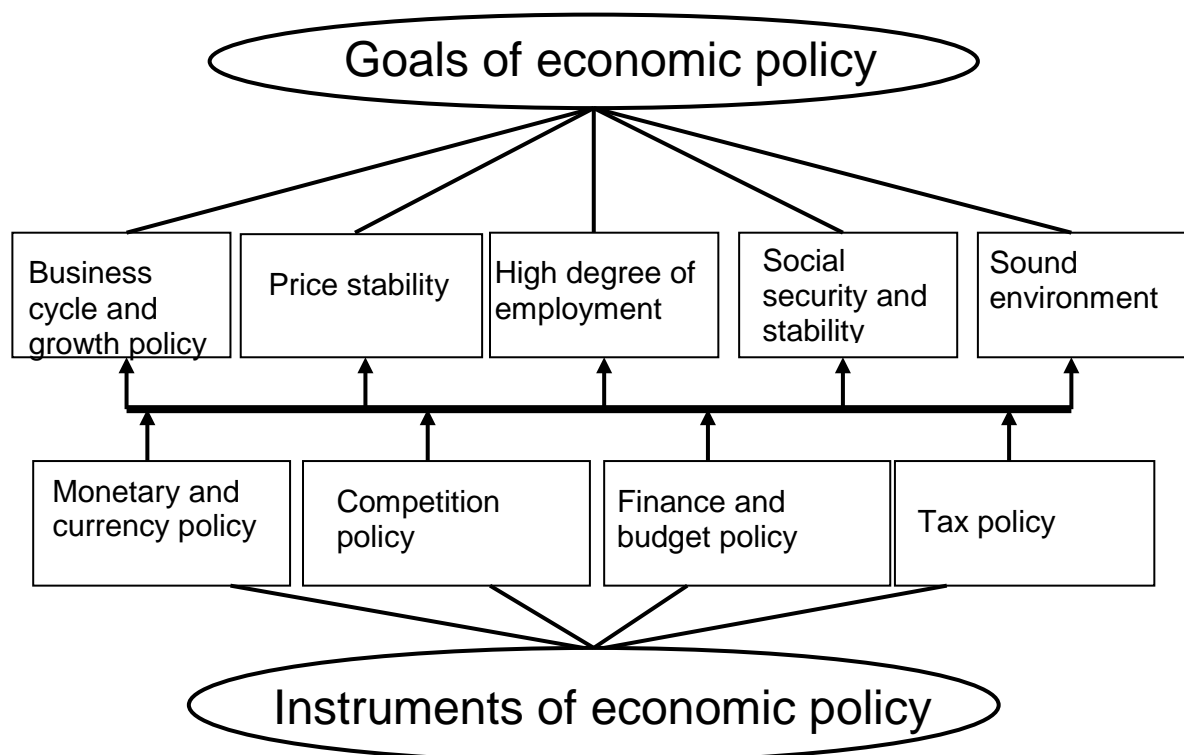 Goals of economic policy
Business
cycle and
growth policy
Price stability
High degree of
employment
Social
security and
stability
Sound
environment
Monetary and
currency policy
Competition
policy
Finance and
budget policy
Tax policy
Instruments of economic policy